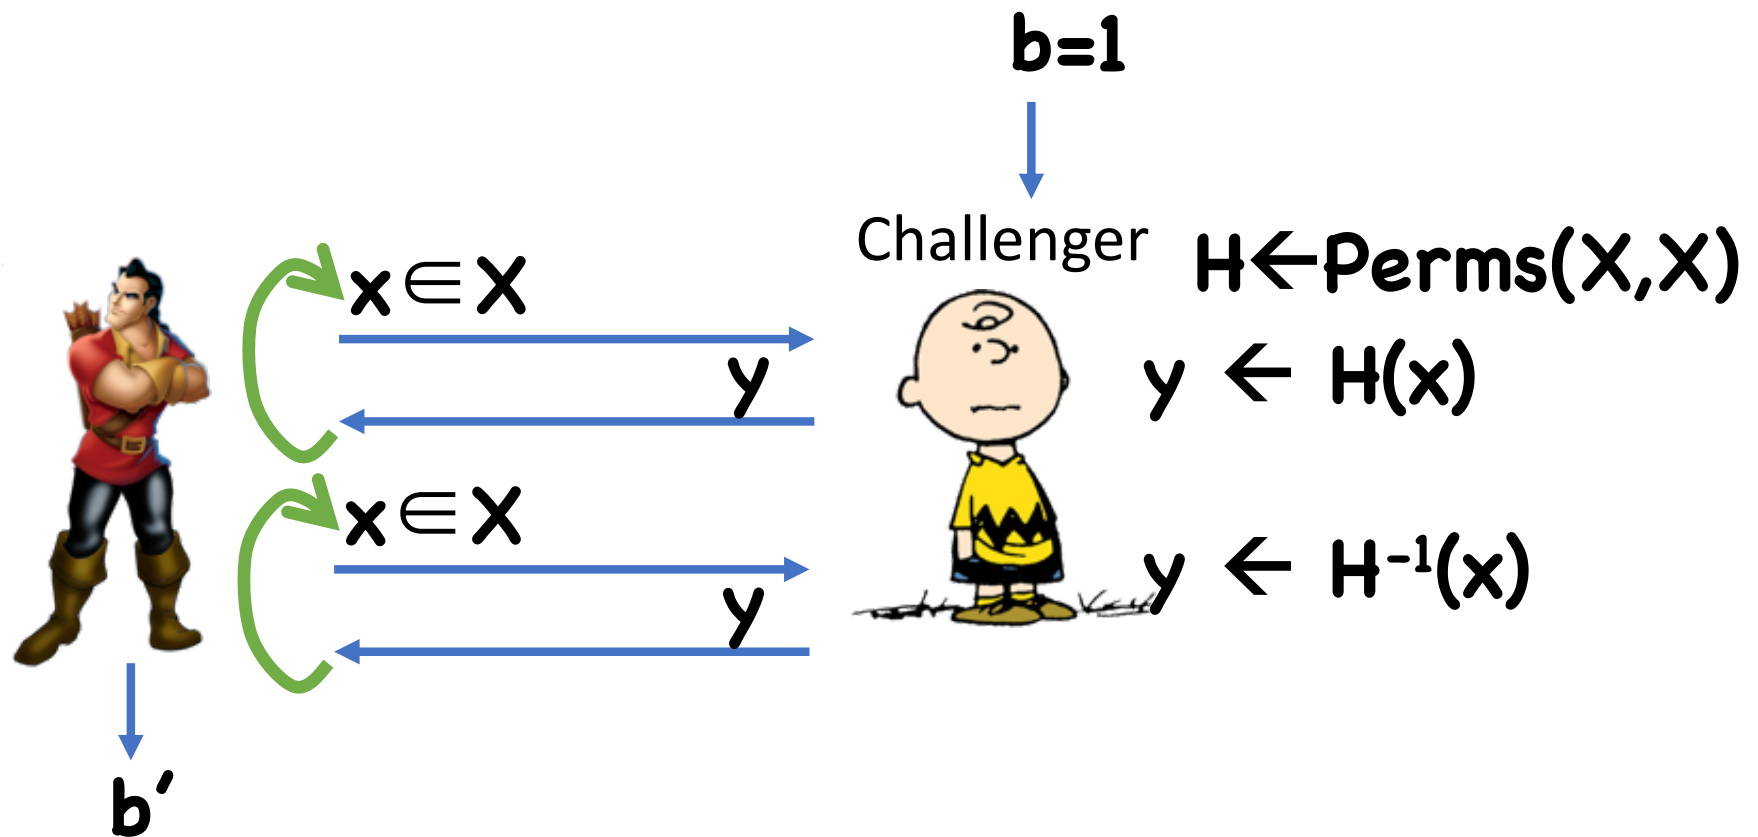 b=1
Challenger
H←Perms(X,X)
x∈X
y
y ← H(x)
x∈X
y
y ← H⁻¹(x)
b′